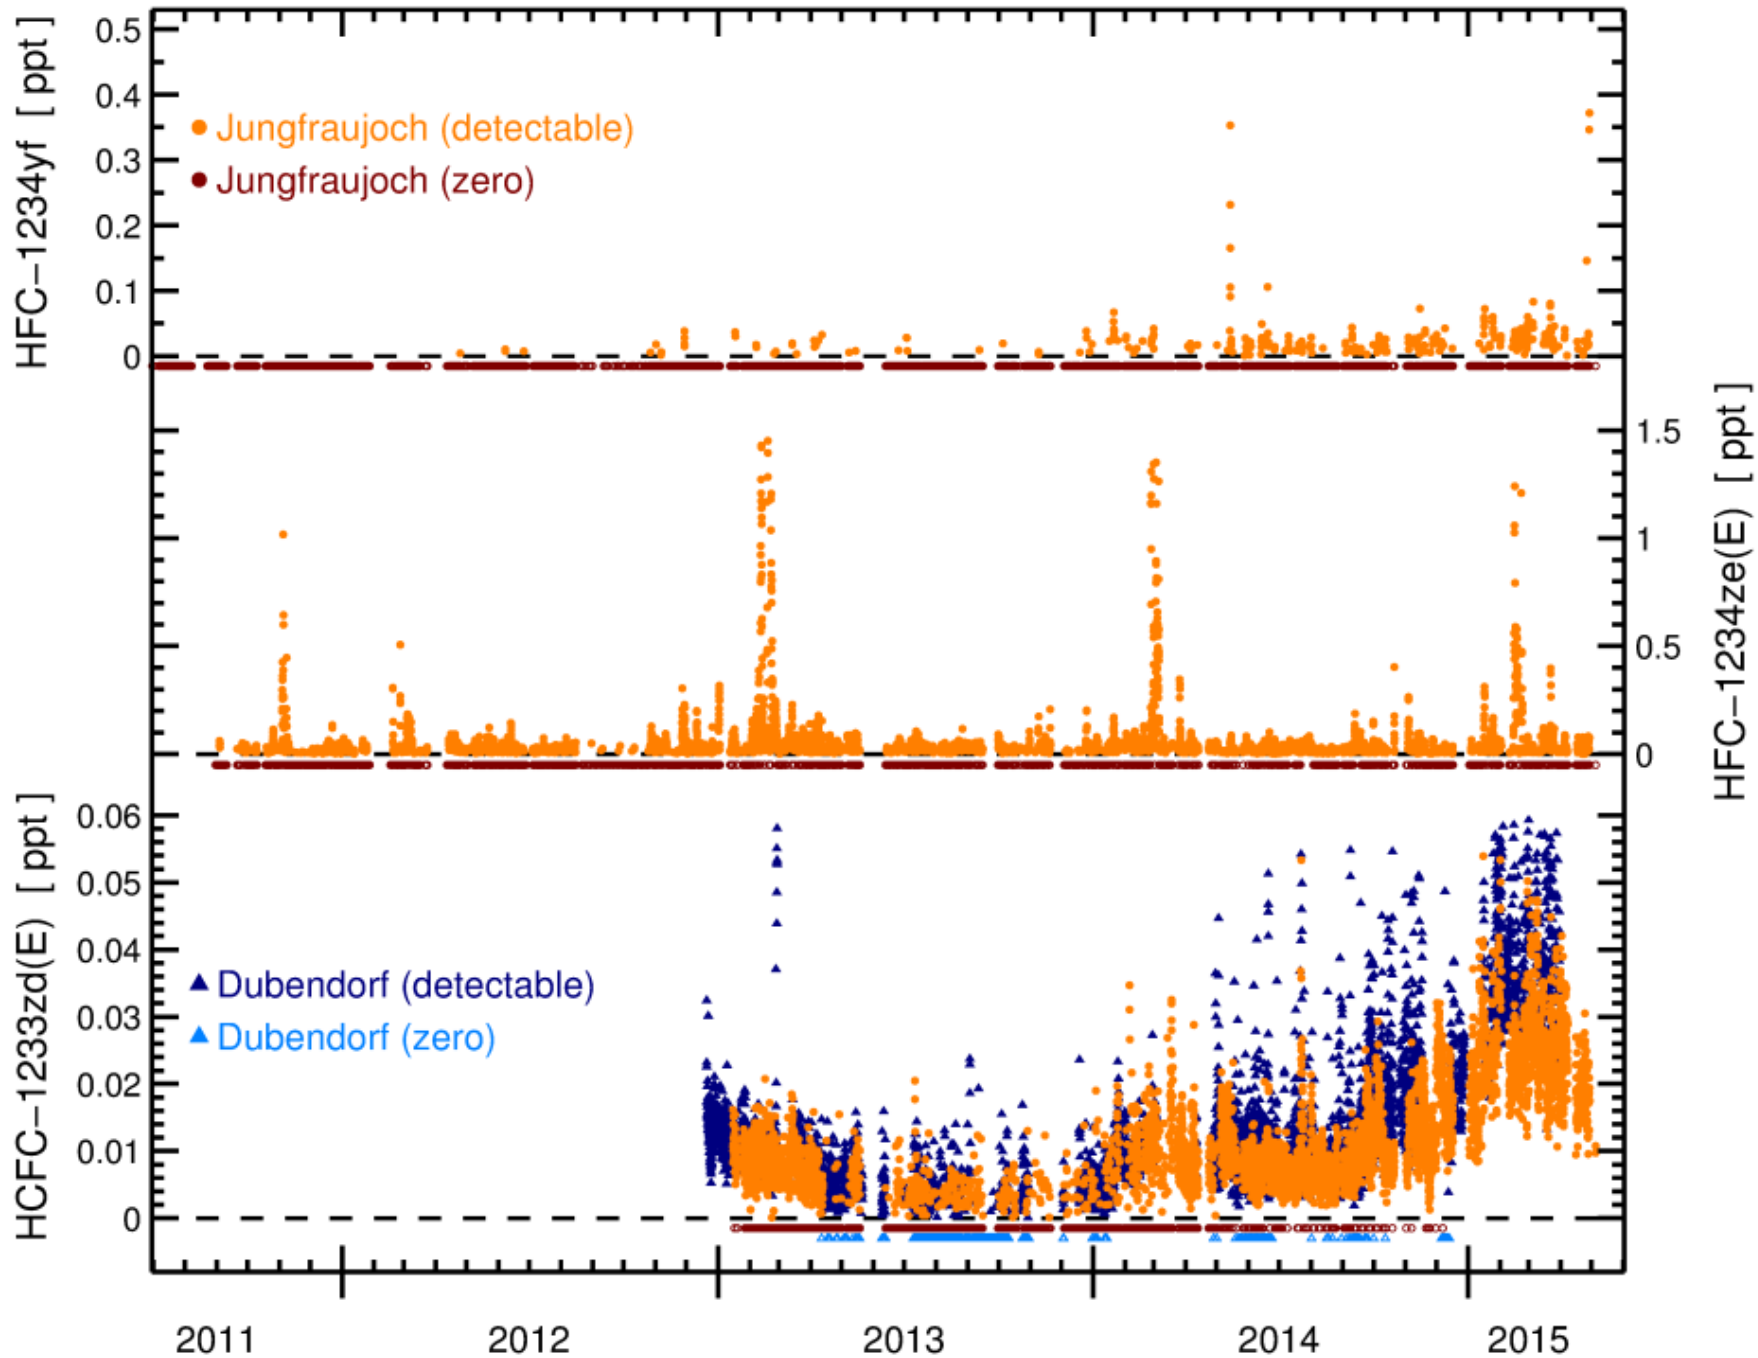 HFC−1234yf [ ppt ]
0.5
0.4
0.3
0.2
0.1
0
Jungfraujoch (detectable)
Jungfraujoch (zero)
HFC−1234ze(E) [ ppt ]
1.5
1
0.5
0
HCFC−1233zd(E) [ ppt ]
0.06
0.05
0.04
0.03
0.02
0.01
0
Dubendorf (detectable)
Dubendorf (zero)
2011 2012 2013 2014 2015